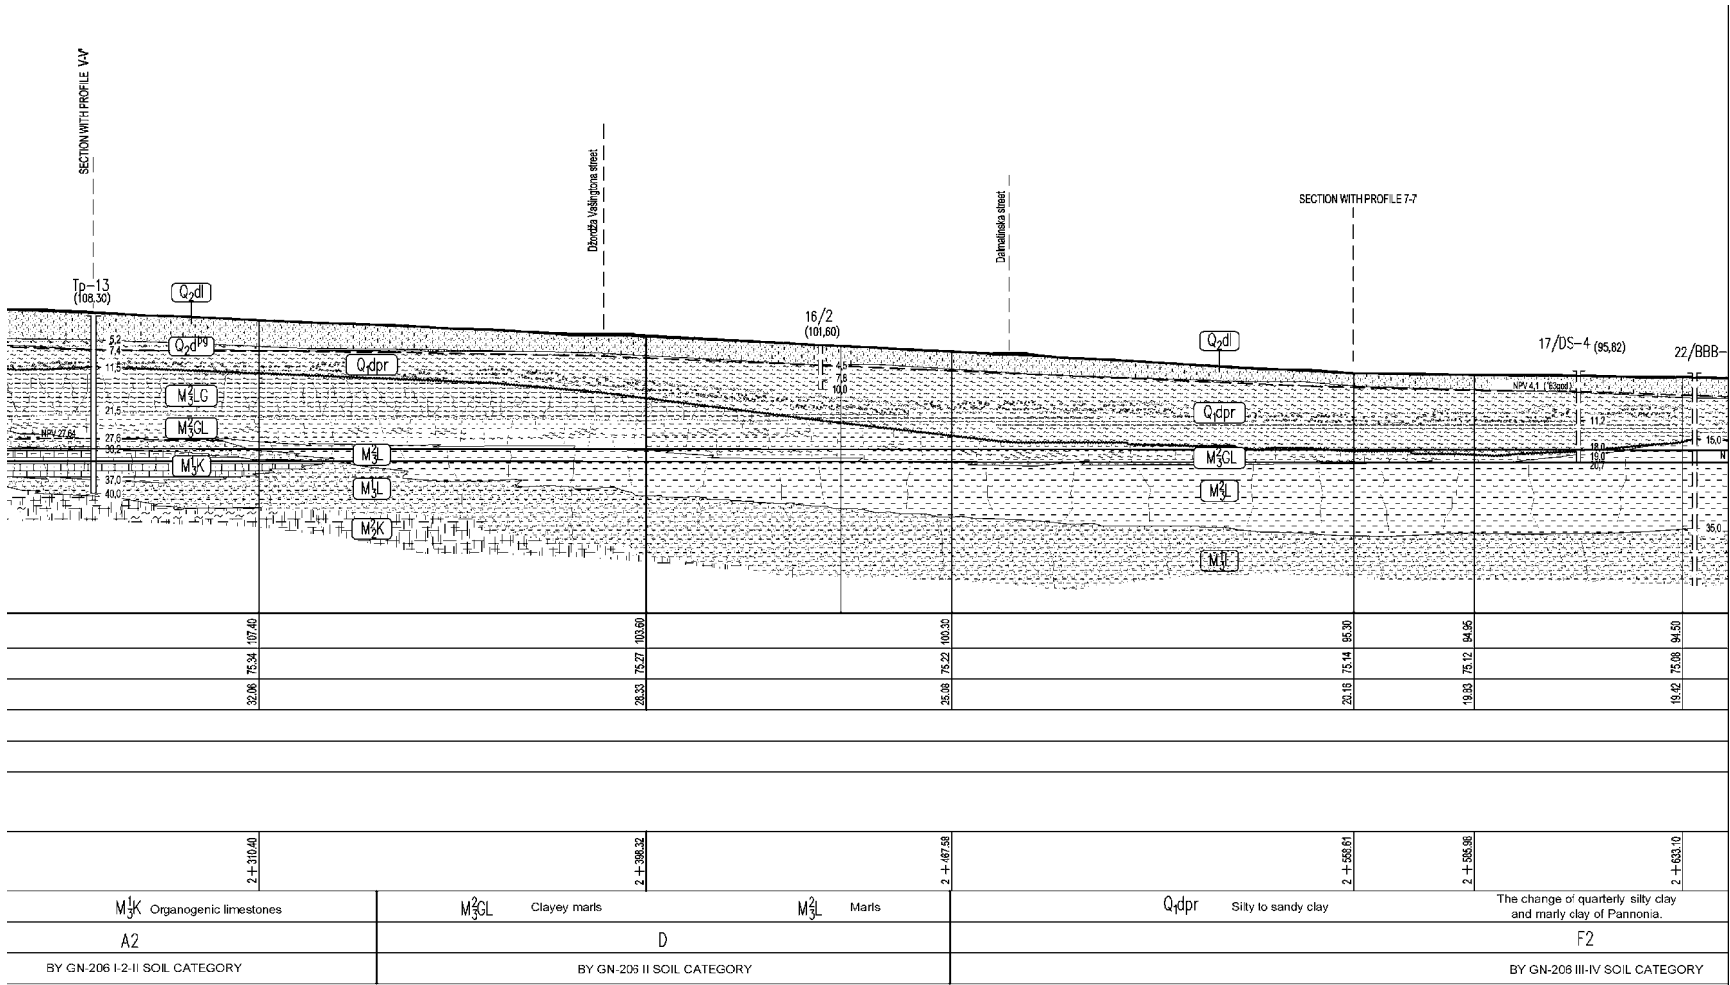 SECTION WITH PROFILE V-V'
Džordža Vašingtona street
Dalmatinska street
SECTION WITH PROFILE 7-7'
Tp-13
(108,30)
Q₂dl
16/2
(101,60)
Q₂dl
17/DS-4 (95,82)
22/BBB-
5,2
7,4
11,5
21,5
27,6
37,0
40,0
NPV 27,64
Q₂dᵖᵍ
Q₁dpr
M₃²LG
M₃²GL
M₃¹K
M₃²L
M₃¹L
M₂²K
4,5
7,6
10,0
Q₁dpr
M₃²GL
M₃²L
M₃¹L
NPV 4,1 ('63god)
11,2
18,0
19,0
20,7
15,0
N
35,0
107.40 103.60 100.30 95.30 94.95 94.50
75.34 75.27 75.22 75.14 75.12 75.08
32.06 28.33 25.08 20.16 19.83 19.42
2+310.40 2+398.32 2+467.58 2+558.61 2+585.98 2+633.10
M₃¹K Organogenic limestones M₃²GL Clayey marls M₃²L Marls Q₁dpr Silty to sandy clay The change of quarterly silty clay
and marly clay of Pannonia.
A2 D F2
BY GN-206 I-2-II SOIL CATEGORY BY GN-206 II SOIL CATEGORY BY GN-206 III-IV SOIL CATEGORY